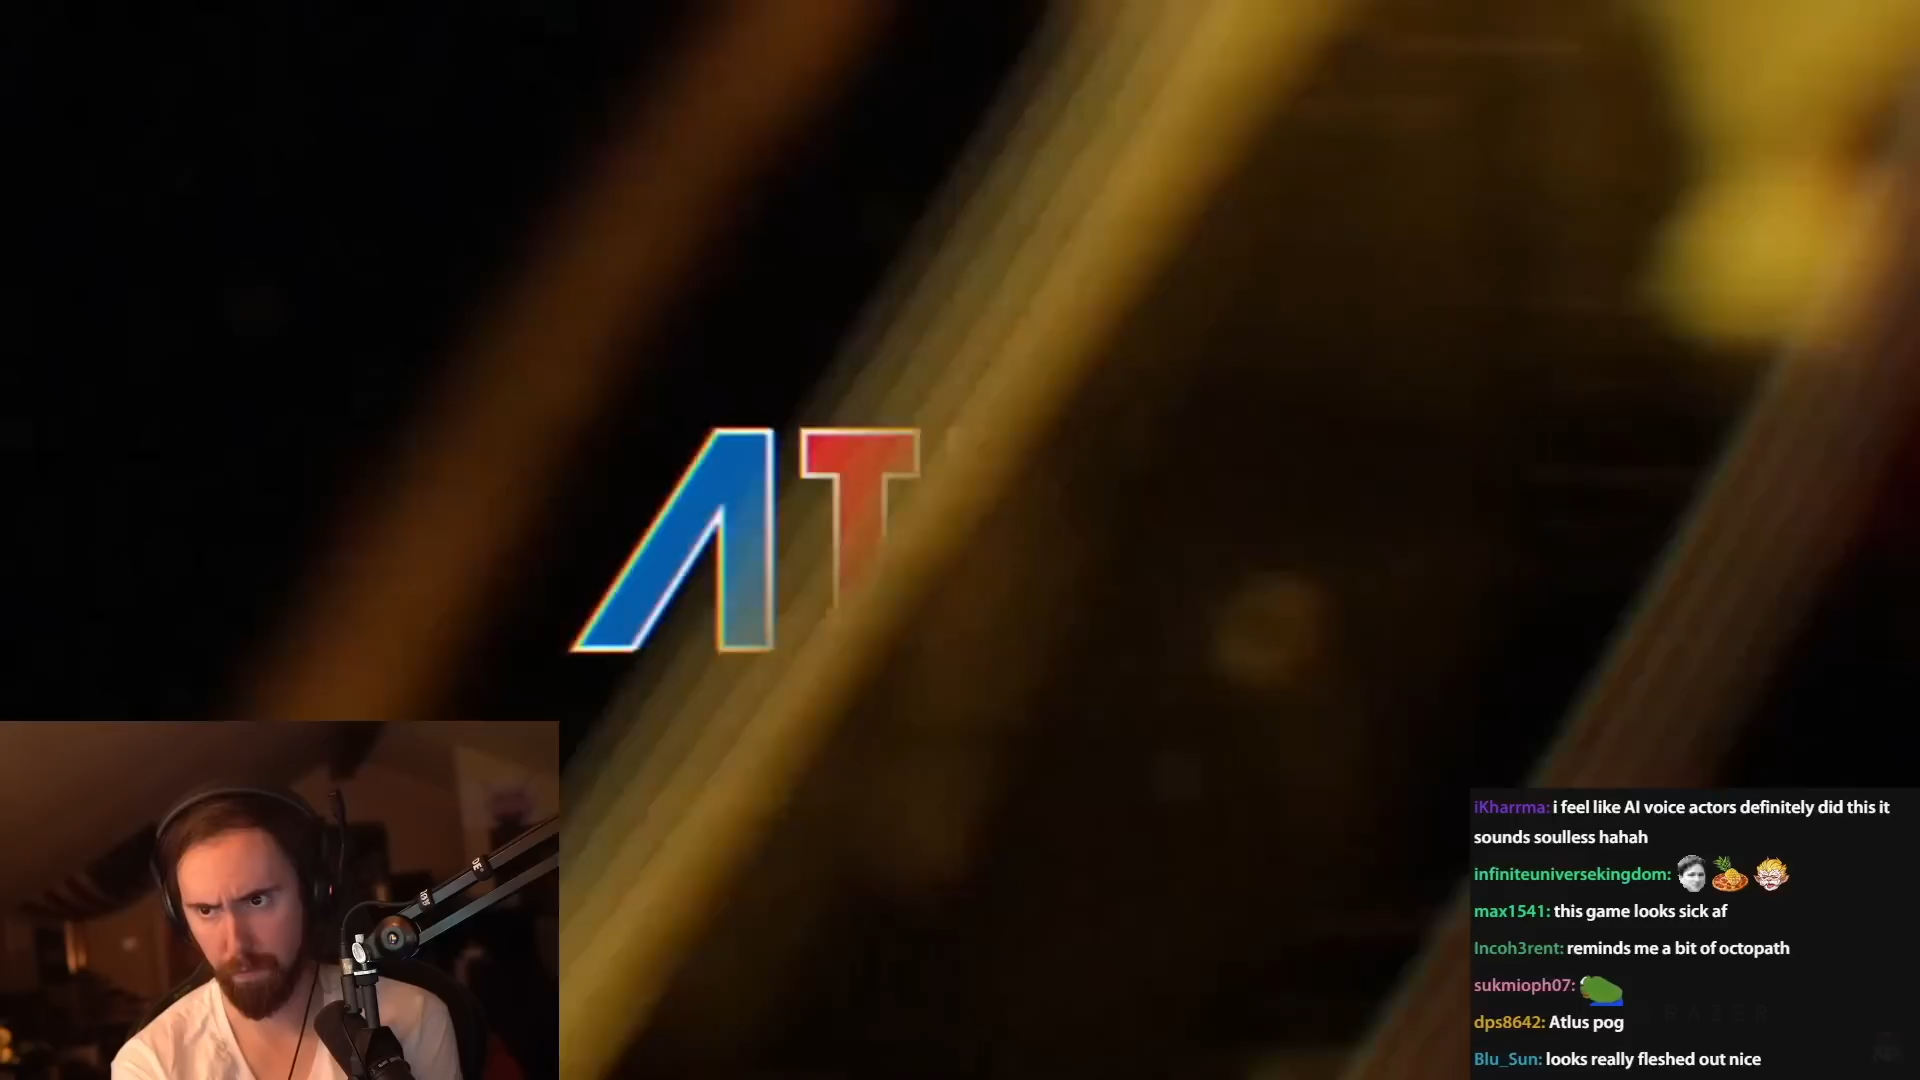 AT
iKharrma: i feel like AI voice actors definitely did this it
sounds soulless hahah
infiniteuniversekingdom:
max1541: this game looks sick af
Incoh3rent: reminds me a bit of octopath
sukmioph07:
RAZER
dps8642: Atlus pog
Blu_Sun: looks really fleshed out nice